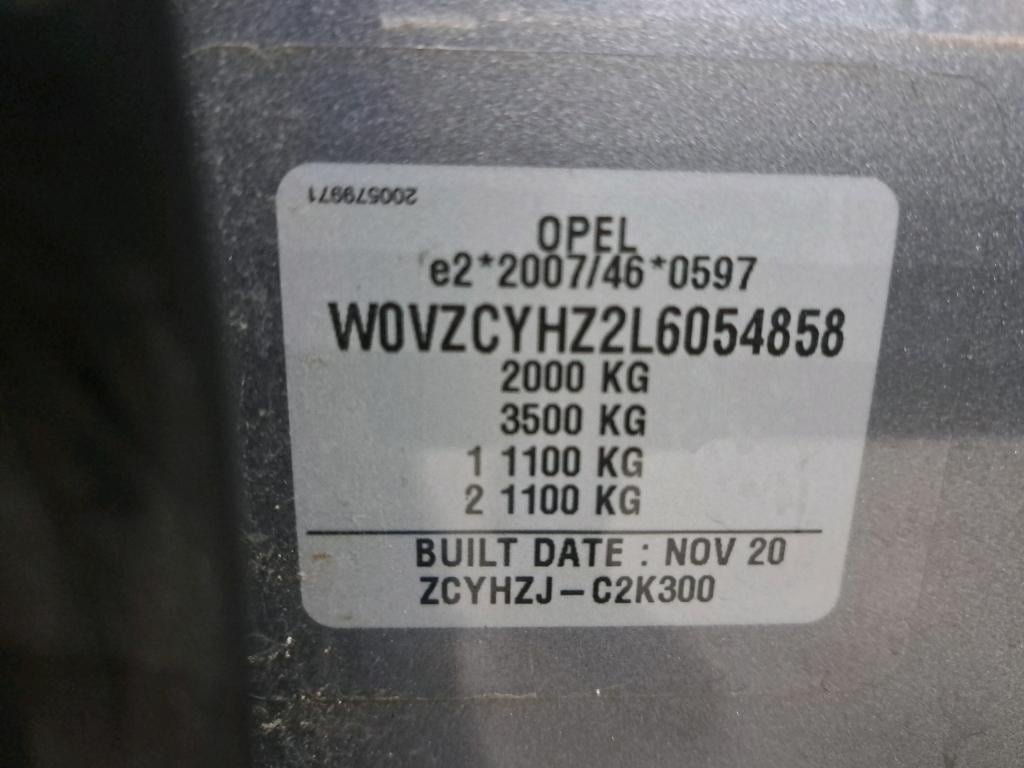 200579971
OPEL
e2*2007/46*0597
W0VZCYHZ2L6054858
2000 KG
3500 KG
1 1100 KG
2 1100 KG
BUILT DATE : NOV 20
ZCYHZJ-C2K300